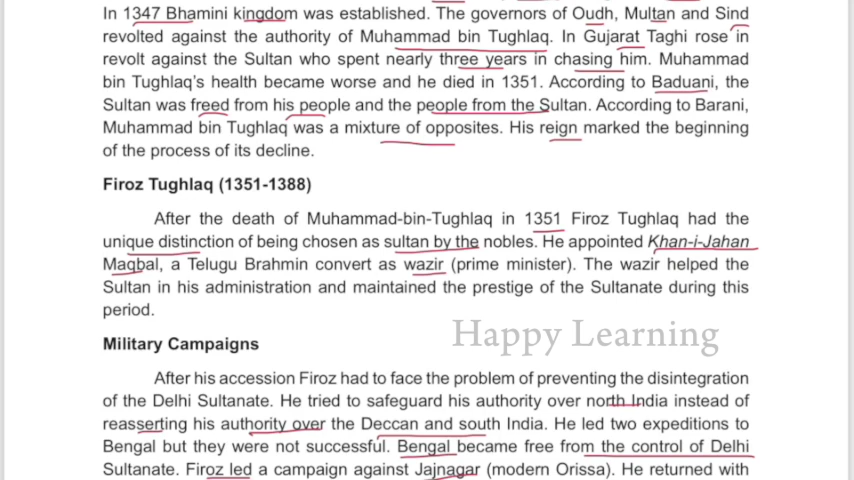 In 1347 Bhamini kingdom was established. The governors of Oudh, Multan and Sind
revolted against the authority of Muhammad bin Tughlaq. In Gujarat Taghi rose in
revolt against the Sultan who spent nearly three years in chasing him. Muhammad
bin Tughlaq's health became worse and he died in 1351. According to Baduani, the
Sultan was freed from his people and the people from the Sultan. According to Barani,
Muhammad bin Tughlaq was a mixture of opposites. His reign marked the beginning
of the process of its decline.
Firoz Tughlaq (1351-1388)
After the death of Muhammad-bin-Tughlaq in 1351 Firoz Tughlaq had the
unique distinction of being chosen as sultan by the nobles. He appointed Khan-i-Jahan
Maqbal, a Telugu Brahmin convert as wazir (prime minister). The wazir helped the
Sultan in his administration and maintained the prestige of the Sultanate during this
period.
Happy Learning
Military Campaigns
After his accession Firoz had to face the problem of preventing the disintegration
of the Delhi Sultanate. He tried to safeguard his authority over north India instead of
reasserting his authority over the Deccan and south India. He led two expeditions to
Bengal but they were not successful. Bengal became free from the control of Delhi
Sultanate. Firoz led a campaign against Jajnagar (modern Orissa). He returned with